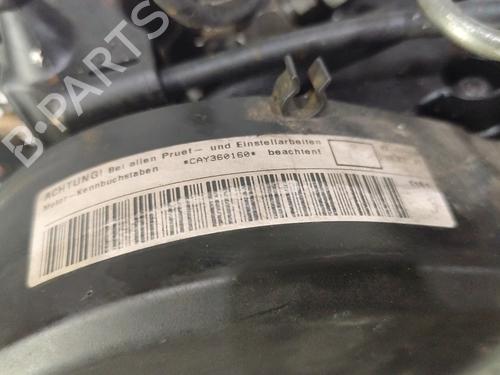 B-PARTS
ACHTUNG! Bei allen Pruef- und Einstellarbeiten
Motor-Kennbuchstaben *CAY360160* beachten!